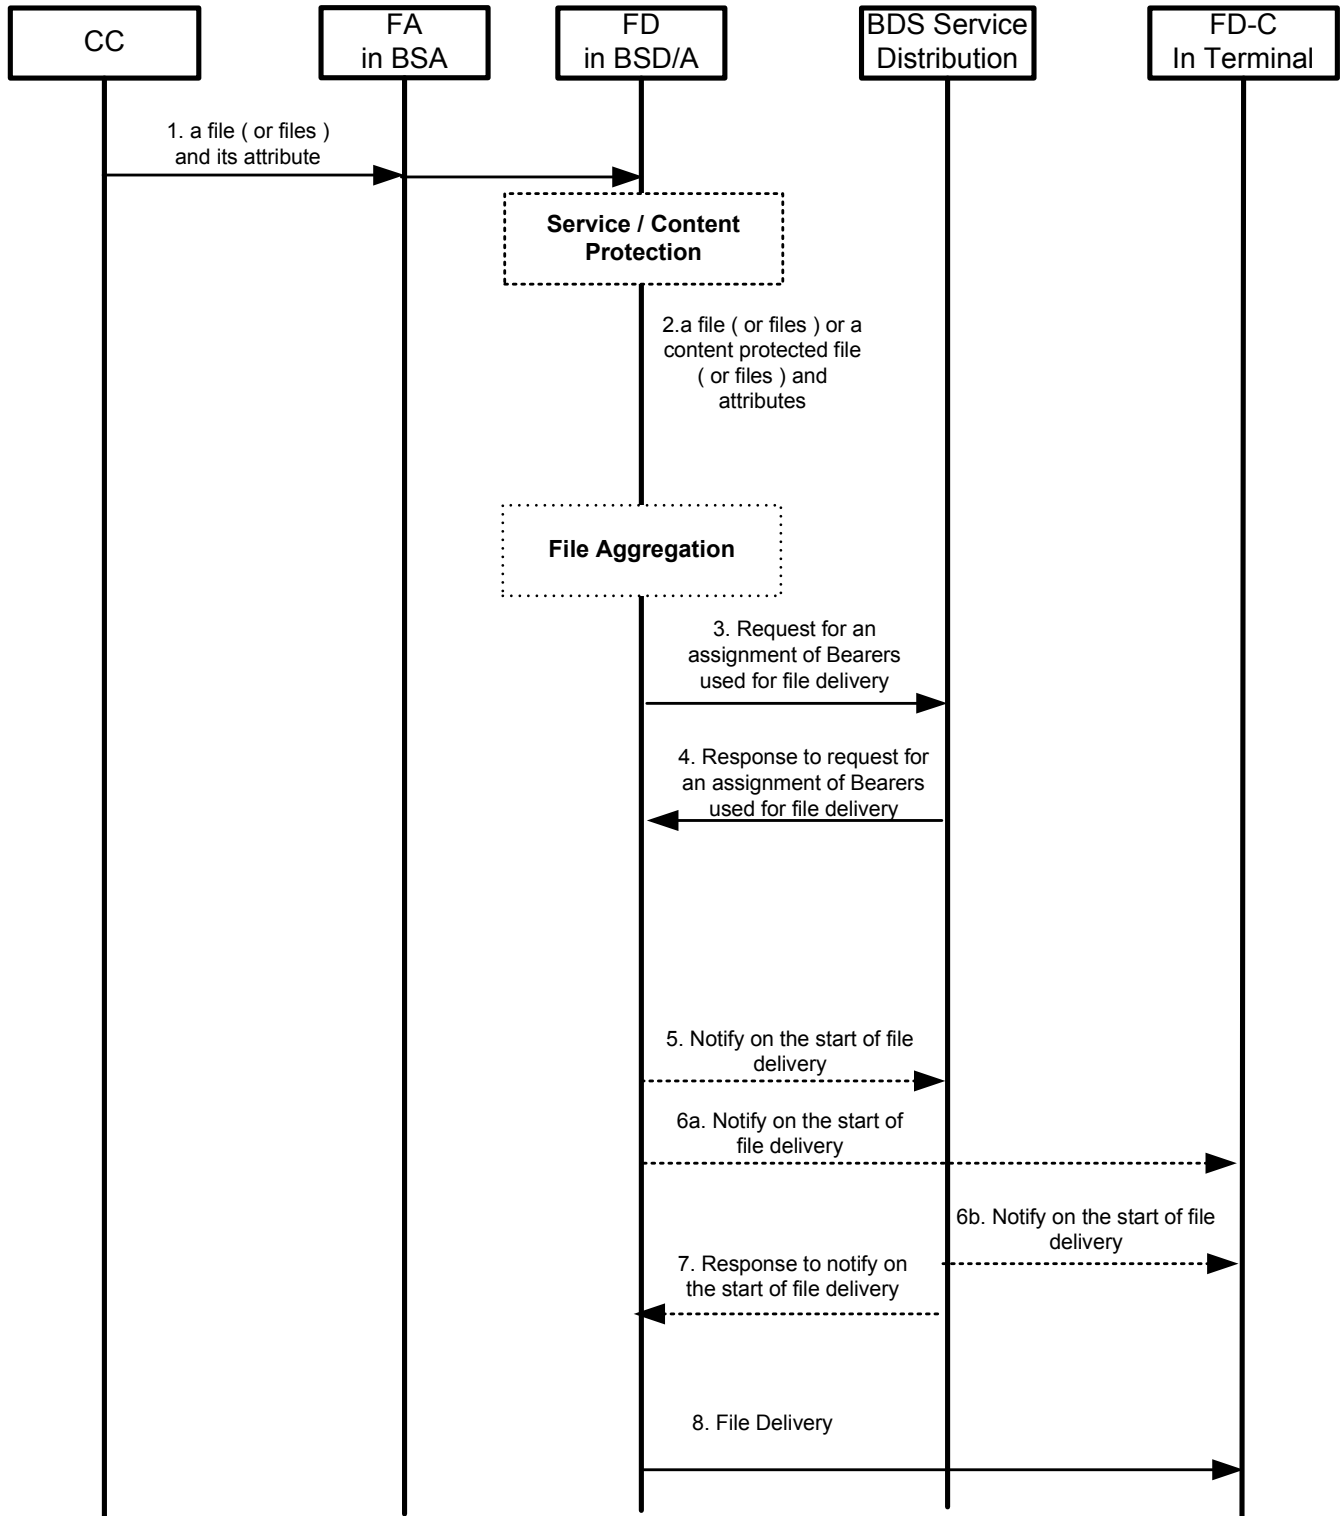 CC
FA
in BSA
FD
in BSD/A
BDS Service
Distribution
FD-C
In Terminal
1. a file ( or files )
and its attribute
Service / Content
Protection
2.a file ( or files ) or a
content protected file
( or files ) and
attributes
File Aggregation
3. Request for an
assignment of Bearers
used for file delivery
4. Response to request for
an assignment of Bearers
used for file delivery
5. Notify on the start of file
delivery
6a. Notify on the start of
file delivery
6b. Notify on the start of file
delivery
7. Response to notify on
the start of file delivery
8. File Delivery